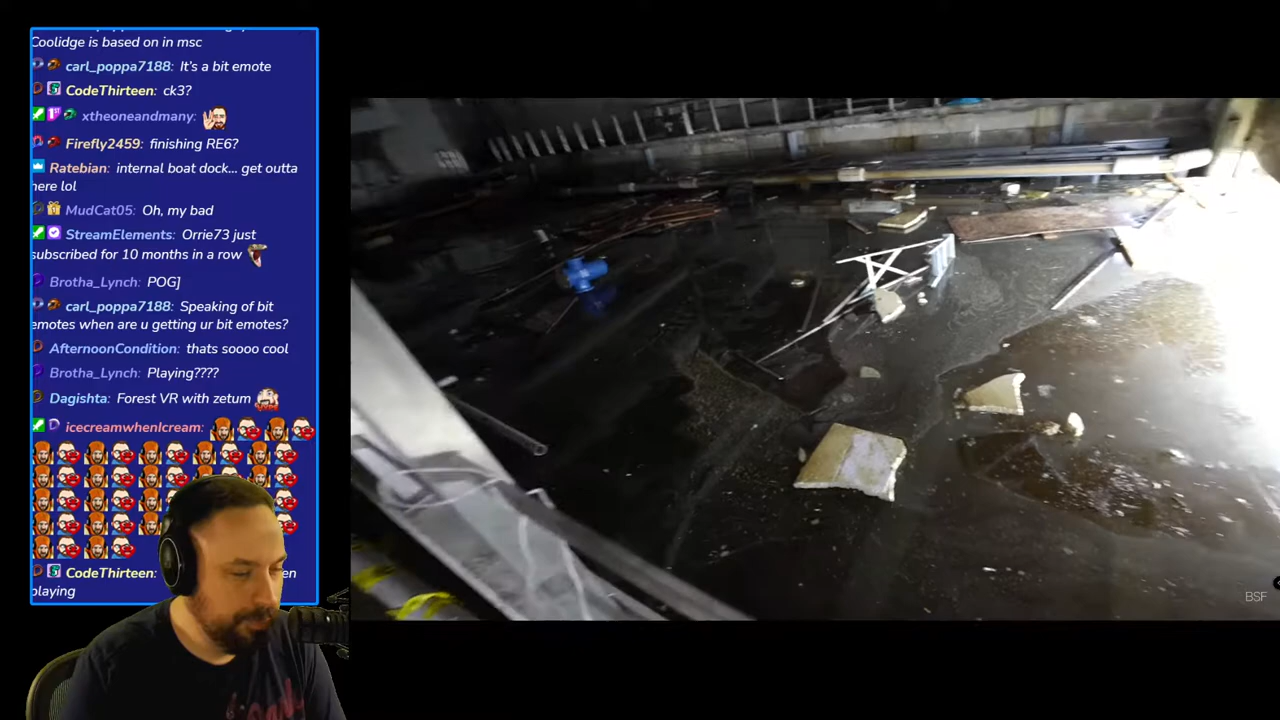 Coolidge is based on in msc
carl_poppa7188: It's a bit emote
CodeThirteen: ck3?
xtheoneandmany:
Firefly2459: finishing RE6?
Ratebian: internal boat dock... get outta
here lol
MudCat05: Oh, my bad
StreamElements: Orrie73 just
subscribed for 10 months in a row
Brotha_Lynch: POG]
carl_poppa7188: Speaking of bit
emotes when are u getting ur bit emotes?
AfternoonCondition: thats soooo cool
Brotha_Lynch: Playing????
Dagishta: Forest VR with zetum
icecreamwhenIcream:
CodeThirteen:
playing
BSF